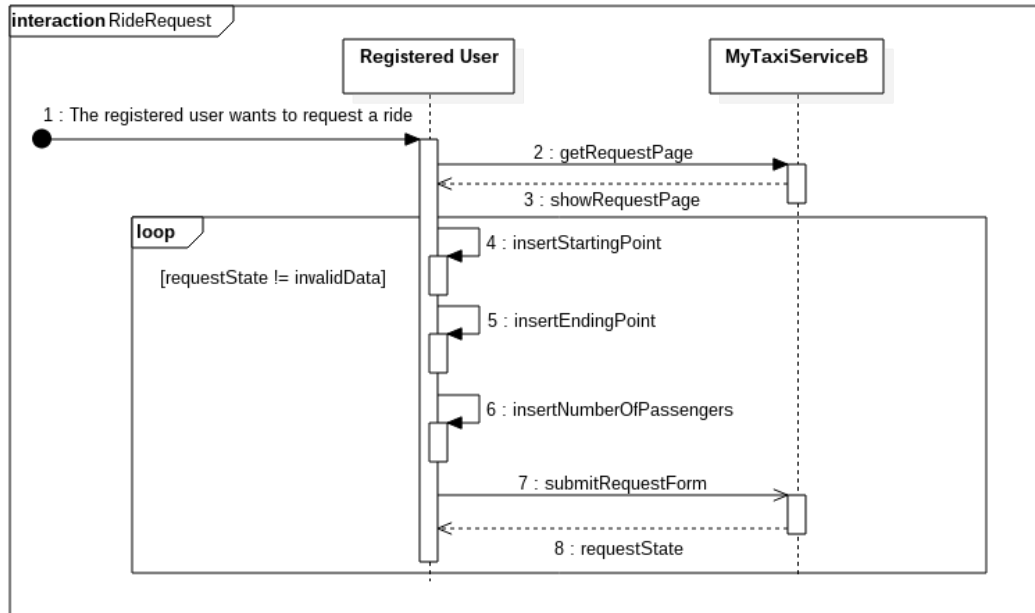 interaction RideRequest
Registered User
MyTaxiServiceB
1 : The registered user wants to request a ride
2 : getRequestPage
3 : showRequestPage
loop
4 : insertStartingPoint
[requestState != invalidData]
5 : insertEndingPoint
6 : insertNumberOfPassengers
7 : submitRequestForm
8 : requestState